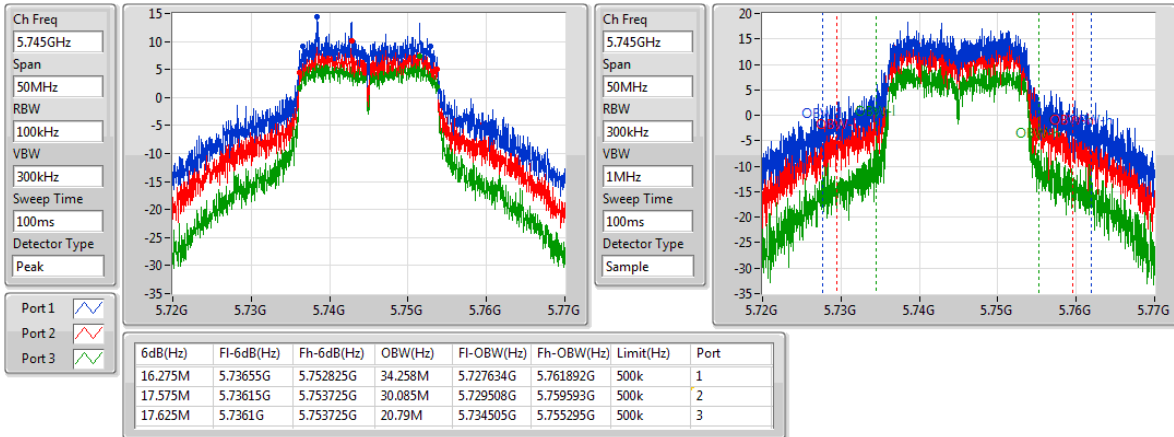 Ch Freq
5.745GHz
Span
50MHz
RBW
100kHz
VBW
300kHz
Sweep Time
100ms
Detector Type
Peak
Port 1
Port 2
Port 3
15
10
5
0
-5
-10
-15
-20
-25
-30
-35
5.72G 5.73G 5.74G 5.75G 5.76G 5.77G
Ch Freq
5.745GHz
Span
50MHz
RBW
300kHz
VBW
1MHz
Sweep Time
100ms
Detector Type
Sample
20
15
10
5
0
-5
-10
-15
-20
-25
-30
-35
5.72G 5.73G 5.74G 5.75G 5.76G 5.77G
6dB(Hz) Fl-6dB(Hz) Fh-6dB(Hz) OBW(Hz) Fl-OBW(Hz) Fh-OBW(Hz) Limit(Hz) Port
16.275M 5.73655G 5.752825G 34.258M 5.727634G 5.761892G 500k 1
17.575M 5.73615G 5.753725G 30.085M 5.729508G 5.759593G 500k 2
17.625M 5.7361G 5.753725G 20.79M 5.734505G 5.755295G 500k 3